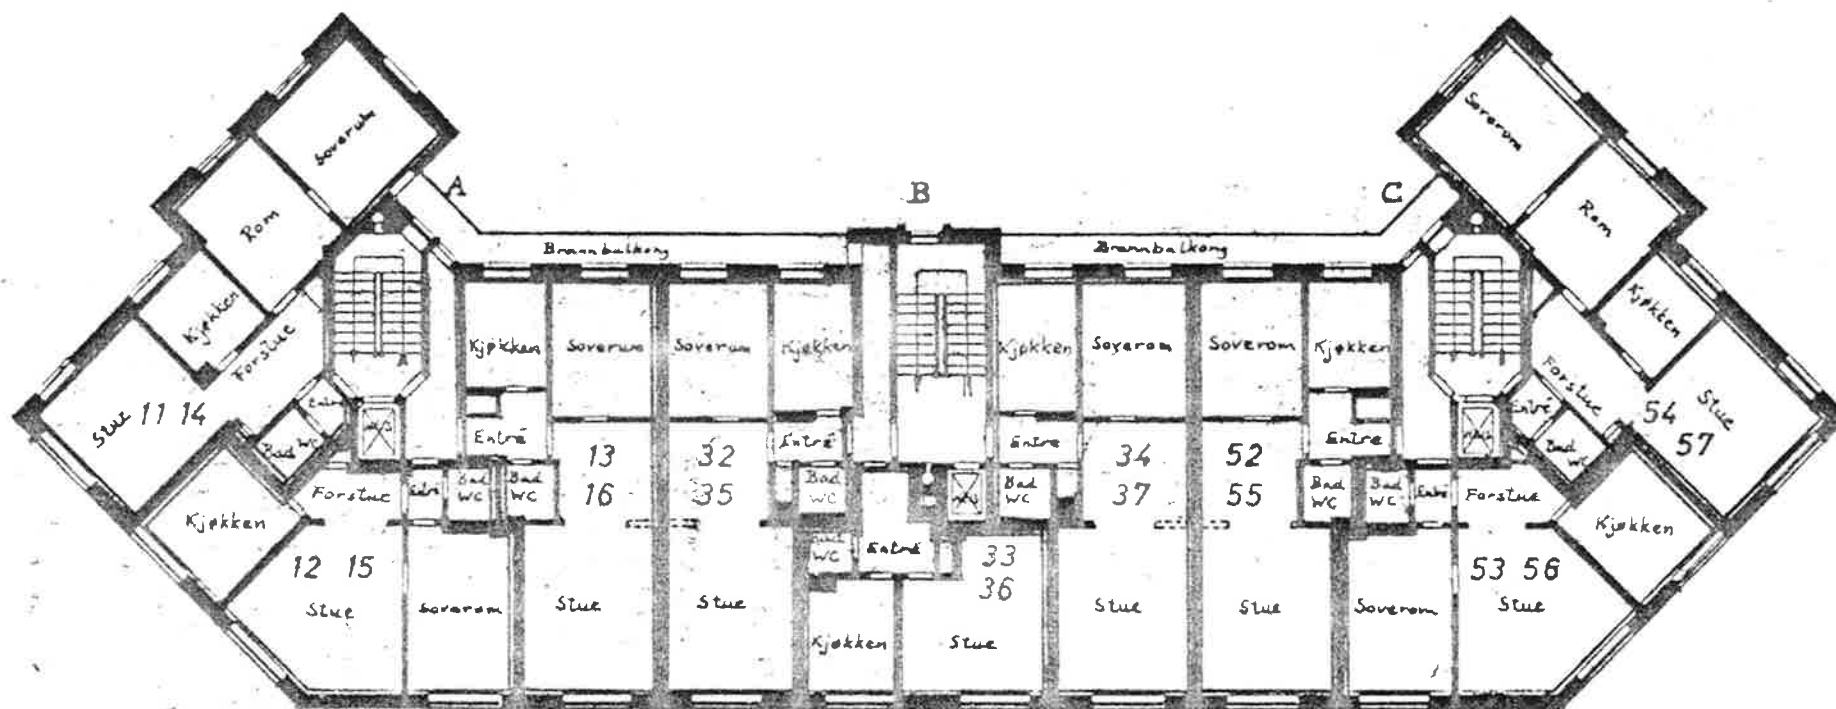 Soverum
Soverom
A
B
C
Rom
Rom
Brannbalkong
Brannbalkong
Kjøkken
Kjøkken
Forstue
Kjøkken
Soverum
Soverom
Kjøkken
Kjøkken
Soverom
Soverom
Kjøkken
Forstue
A
Stue 11 14
Entré
54
Stue
57
Bad WC
Entré
Entré
Entre
Entre
Bad WC
13
16
32
35
34
37
52
55
Kjøkken
Forstue
Bad WC
Bad WC
Bad WC
Bad WC
Bad WC
Bad WC
Forstue
Kjøkken
WC
Entré
33
36
12 15
Stue
Soverom
Stue
Stue
Kjøkken
Stue
Stue
Stue
Soverom
53 56
Stue